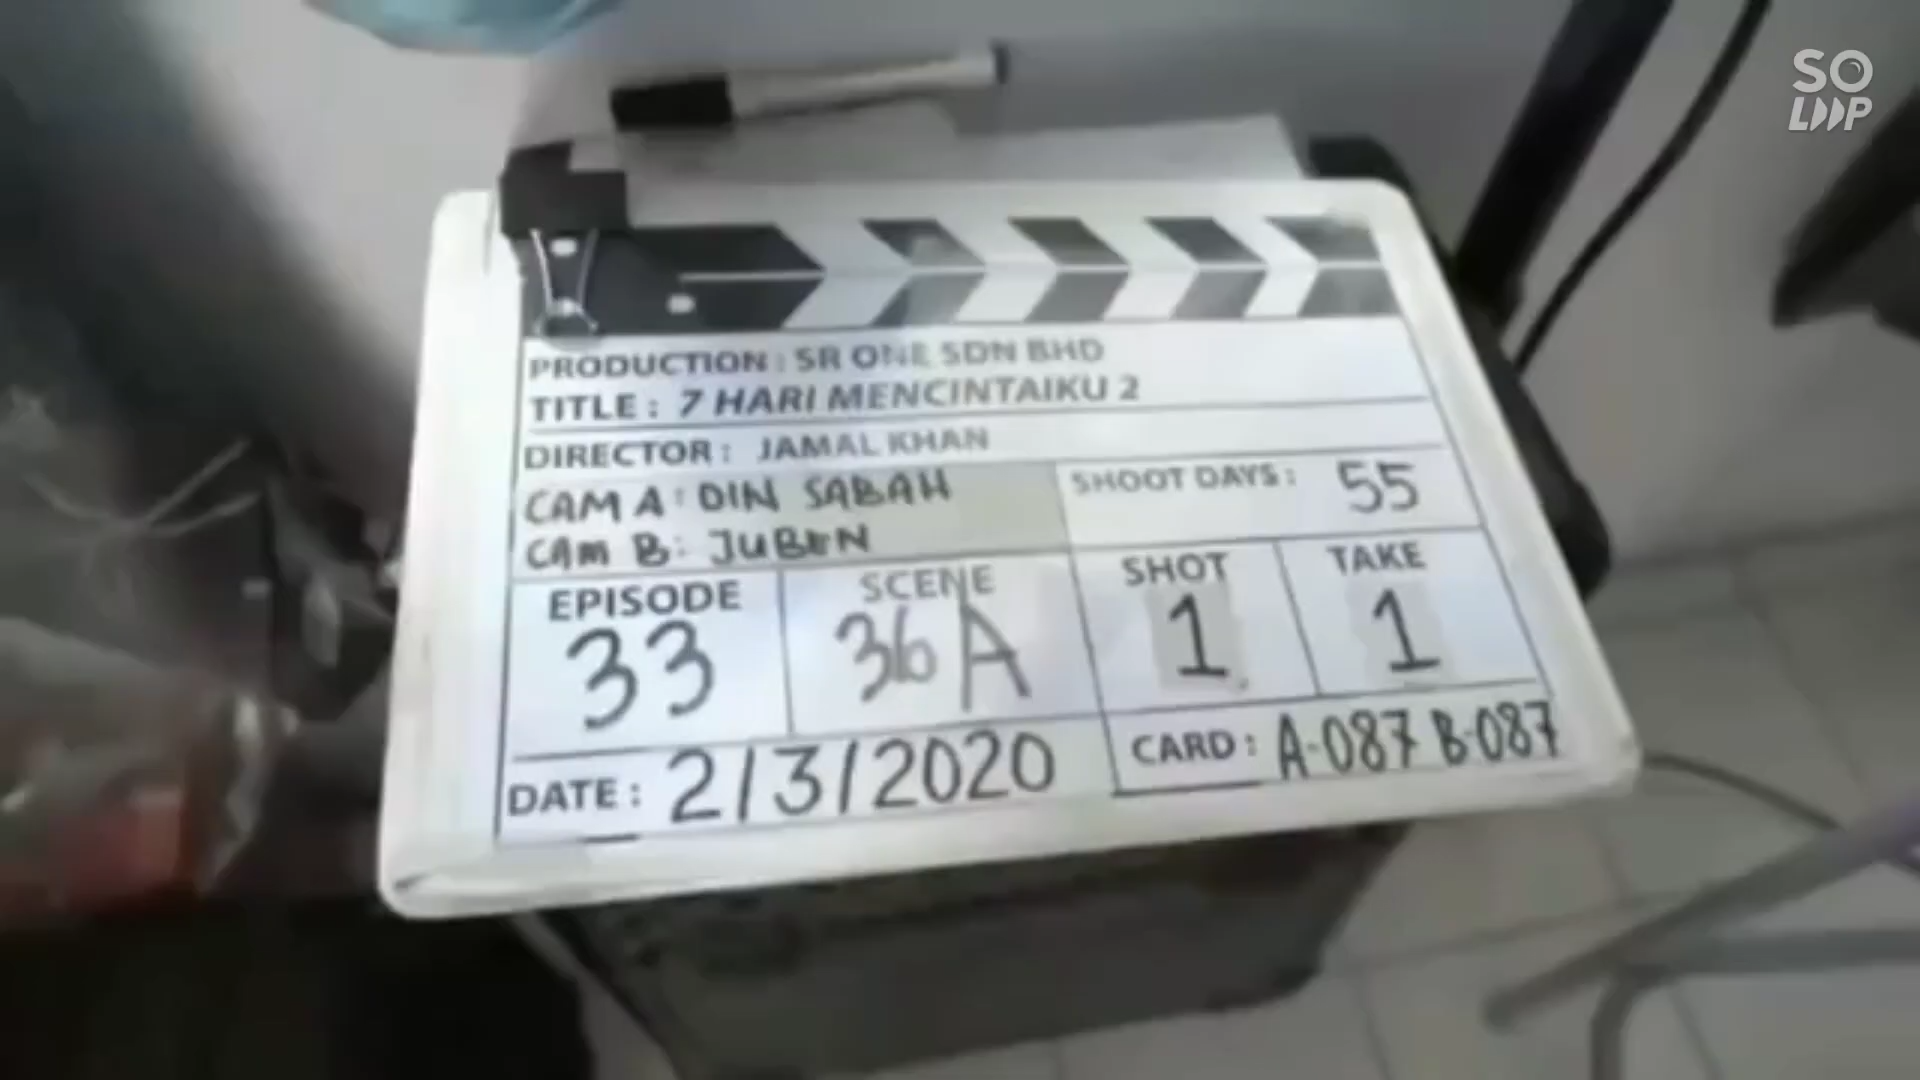 SO
LOOP
PRODUCTION : SR ONE SDN BHD
TITLE : 7 HARI MENCINTAIKU 2
DIRECTOR : JAMAL KHAN
CAM A : DIN SABAH
CAM B : JUBEN
SHOOT DAYS : 55
EPISODE
33
SCENE
36A
SHOT
1
TAKE
1
DATE : 2/3/2020
CARD : A-087 B-087